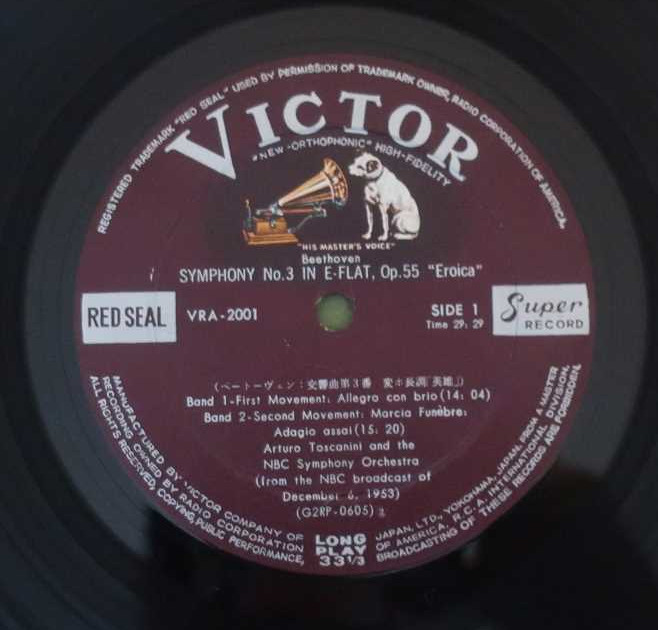 REGISTERED TRADEMARK "RED SEAL" USED BY PERMISSION OF TRADEMARK OWNER, RADIO CORPORATION OF AMERICA.
VICTOR
"NEW-ORTHOPHONIC" HIGH-FIDELITY
"HIS MASTER'S VOICE"
Beethoven
SYMPHONY No.3 IN E-FLAT, Op.55 "Eroica"
RED SEAL VRA-2001 SIDE 1 Super
Time 29:29 RECORD
(ベートーヴェン:交響曲第3番 変ホ長調「英雄」)
Band 1-First Movement: Allegro con brio(14:04)
Band 2-Second Movement: Marcia Funèbre:
Adagio assai(15:20)
Arturo Toscanini and the
NBC Symphony Orchestra
(from the NBC broadcast of
December 6, 1953)
(G2RP-0605) 2
MANUFACTURED BY VICTOR COMPANY OF JAPAN, LTD., YOKOHAMA, JAPAN, FROM A MASTER
RECORDING OWNED BY RADIO CORPORATION OF AMERICA, R.C.A. INTERNATIONAL DIVISION.
ALL RIGHTS RESERVED, COPYING, PUBLIC PERFORMANCE, BROADCASTING OF THESE RECORDS ARE FORBIDDEN.
LONG
PLAY
33 1/3